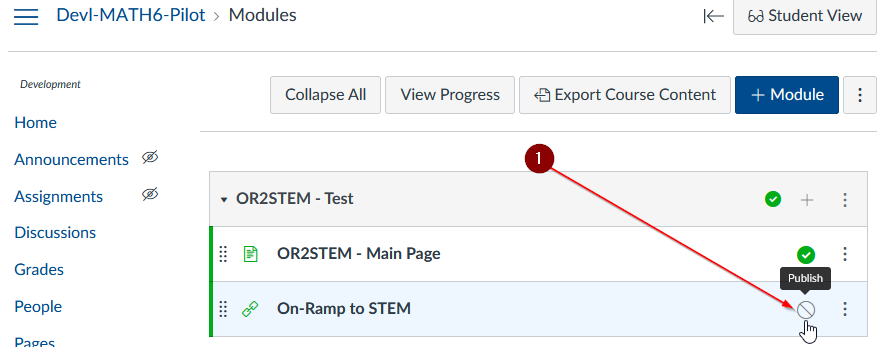 Devl-MATH6-Pilot > Modules
Student View
Development
Collapse All
View Progress
Export Course Content
+ Module
Home
Announcements
Assignments
Discussions
Grades
People
Pages
1
OR2STEM - Test
OR2STEM - Main Page
Publish
On-Ramp to STEM